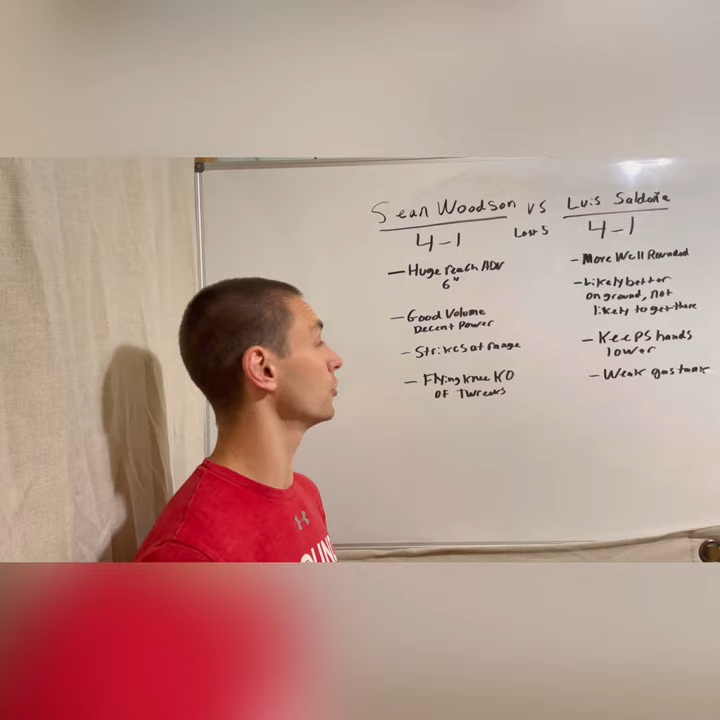 Sean Woodson vs Luis Saldaña
4-1 Last 5 4-1
- Huge reach ADV
6"
- Good Volume
Decent Power
- Strikes at range
- Flying knee KO
OF
- More Well Rounded
- Likely better
on ground, not
likely to get there
- Keeps hands
lower
- Weak gas tank